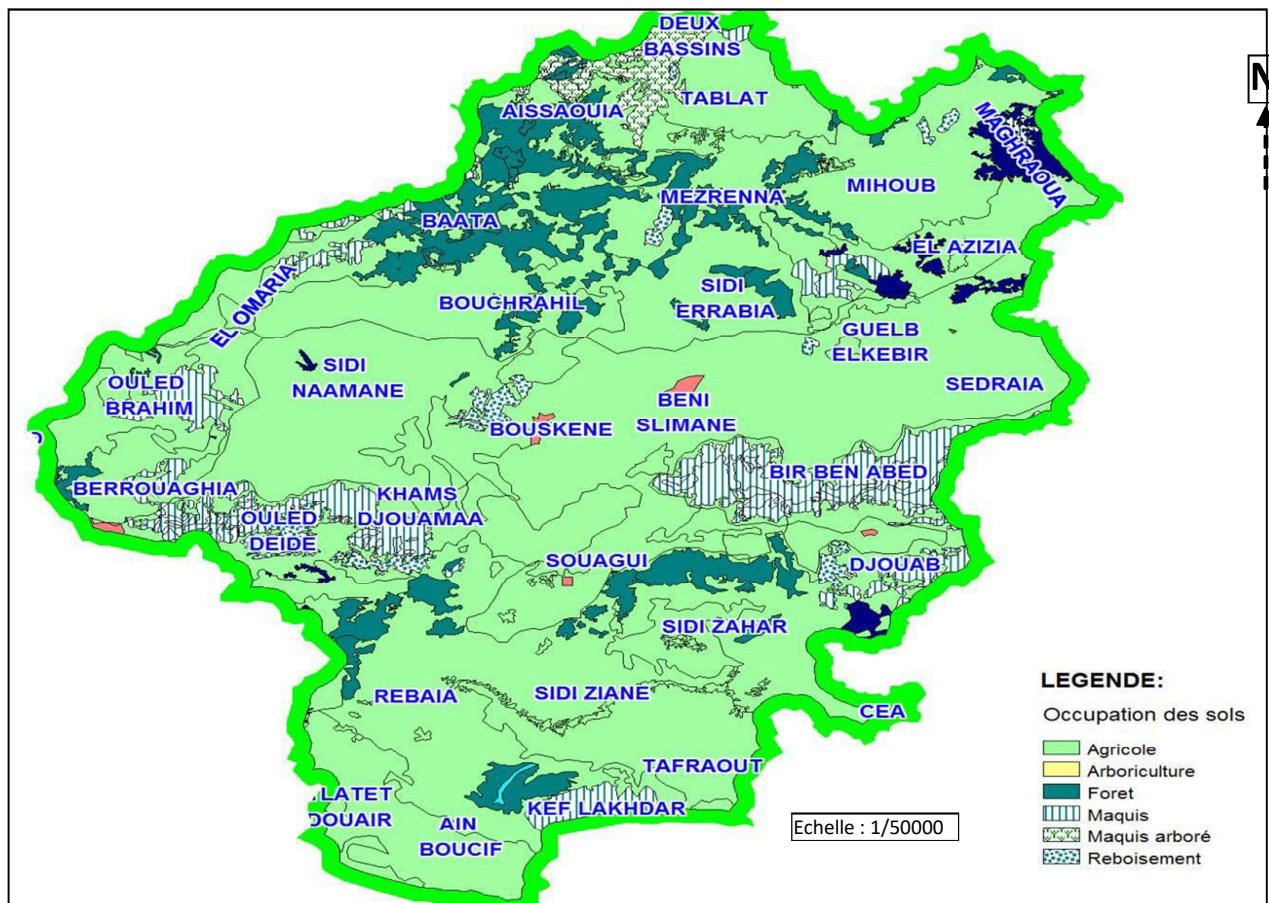 DEUX
BASSINS
N
TABLAT
AISSAOUIA
MAGHRAOUA
MIHOUB
MEZRENNA
BAATA
EL AZIZIA
EL OMARIA
BOUCHRAHIL
SIDI
ERRABIA
GUELB
ELKEBIR
SIDI
NAAMANE
OULED
BRAHIM
SEDRAIA
BENI
SLIMANE
BOUSKENE
BIR BEN ABED
BERROUAGHIA
KHAMS
DJOUAMAA
OULED
DEIDE
SOUAGUI
DJOUAB
SIDI ZAHAR
REBAIA
SIDI ZIANE
CEA
TAFRAOUT
LATET
DOUAIR
KEF LAKHDAR
AIN
BOUCIF
Echelle : 1/50000
LEGENDE:
Occupation des sols
Agricole
Arboriculture
Foret
Maquis
Maquis arboré
Reboisement